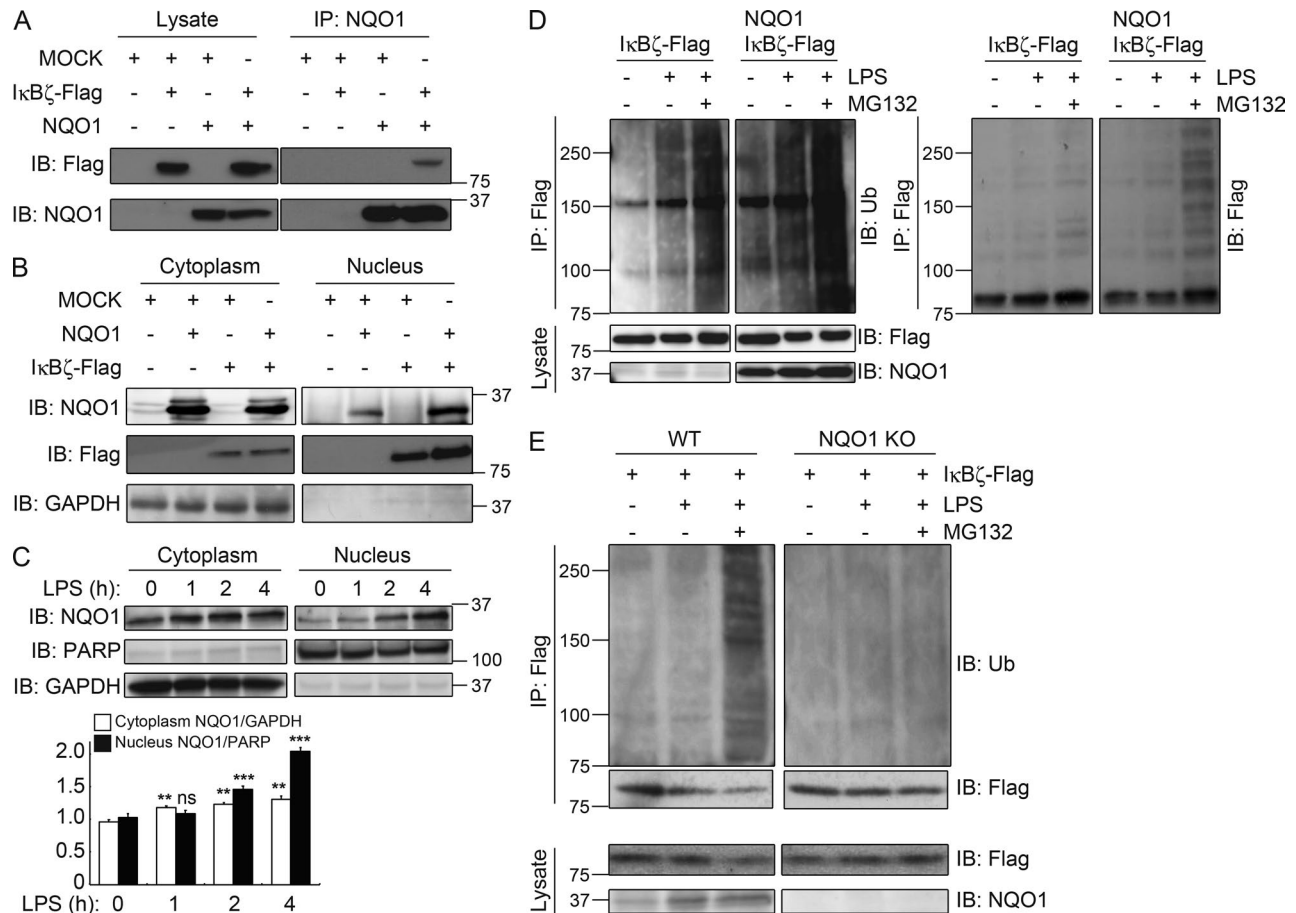 A
Lysate IP: NQO1
MOCK + + + - + + + -
IκBζ-Flag - + - + - + - +
NQO1 - - + + - - + +
IB: Flag
75
37
IB: NQO1
B
Cytoplasm Nucleus
MOCK + + + - + + + -
NQO1 - + - + - + - +
IκBζ-Flag - - + + - - + +
37
IB: NQO1
IB: Flag
75
IB: GAPDH 37
C
Cytoplasm Nucleus
LPS (h): 0 1 2 4 0 1 2 4
37
IB: NQO1
IB: PARP
100
IB: GAPDH 37
Cytoplasm NQO1/GAPDH
Nucleus NQO1/PARP
2.0
1.5
1.0
0.5
0
** ns ** *** ** ***
LPS (h): 0 1 2 4
D
NQO1
IκBζ-Flag IκBζ-Flag
- + + - + + LPS
- - + - - + MG132
IP: Flag
250
150
100
75
IB: Ub
Lysate
IB: Flag
75
37
IB: NQO1
NQO1
IκBζ-Flag IκBζ-Flag
- + + - + + LPS
- - + - - + MG132
IP: Flag
250
150
100
75
IB: Flag
E
WT NQO1 KO
+ + + + + + IκBζ-Flag
- + + - + + LPS
- - + - - + MG132
IP: Flag
250
150
100
75
IB: Ub
IB: Flag
75
Lysate
IB: Flag
75
37
IB: NQO1